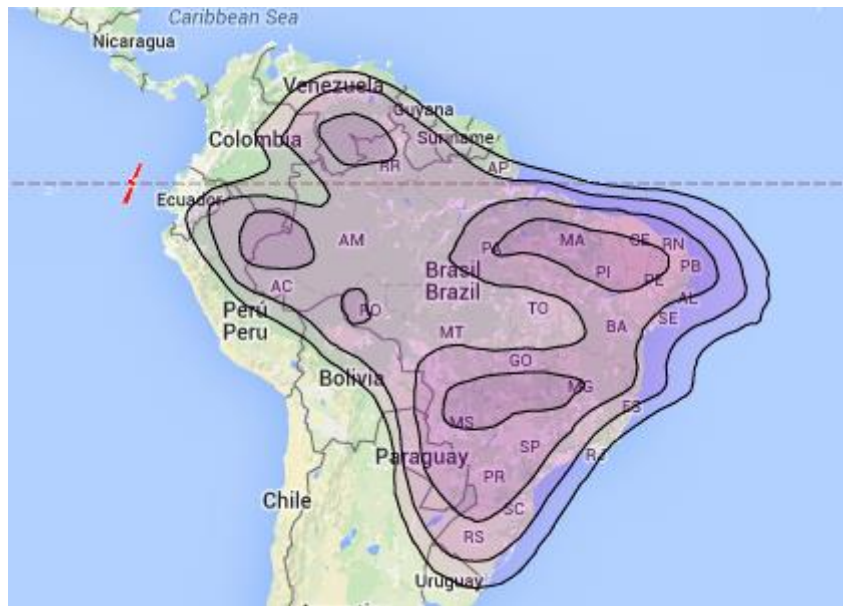 Caribbean Sea
Nicaragua
Venezuela
Guyana
Suriname
Colombia
RR
AP
Ecuador
AM
PA
MA
CE
RN
PI
PE
PB
Brasil
Brazil
AC
AL
Perú
Peru
RO
TO
SE
BA
MT
GO
Bolivia
MG
ES
MS
SP
RJ
Paraguay
PR
Chile
SC
RS
Uruguay